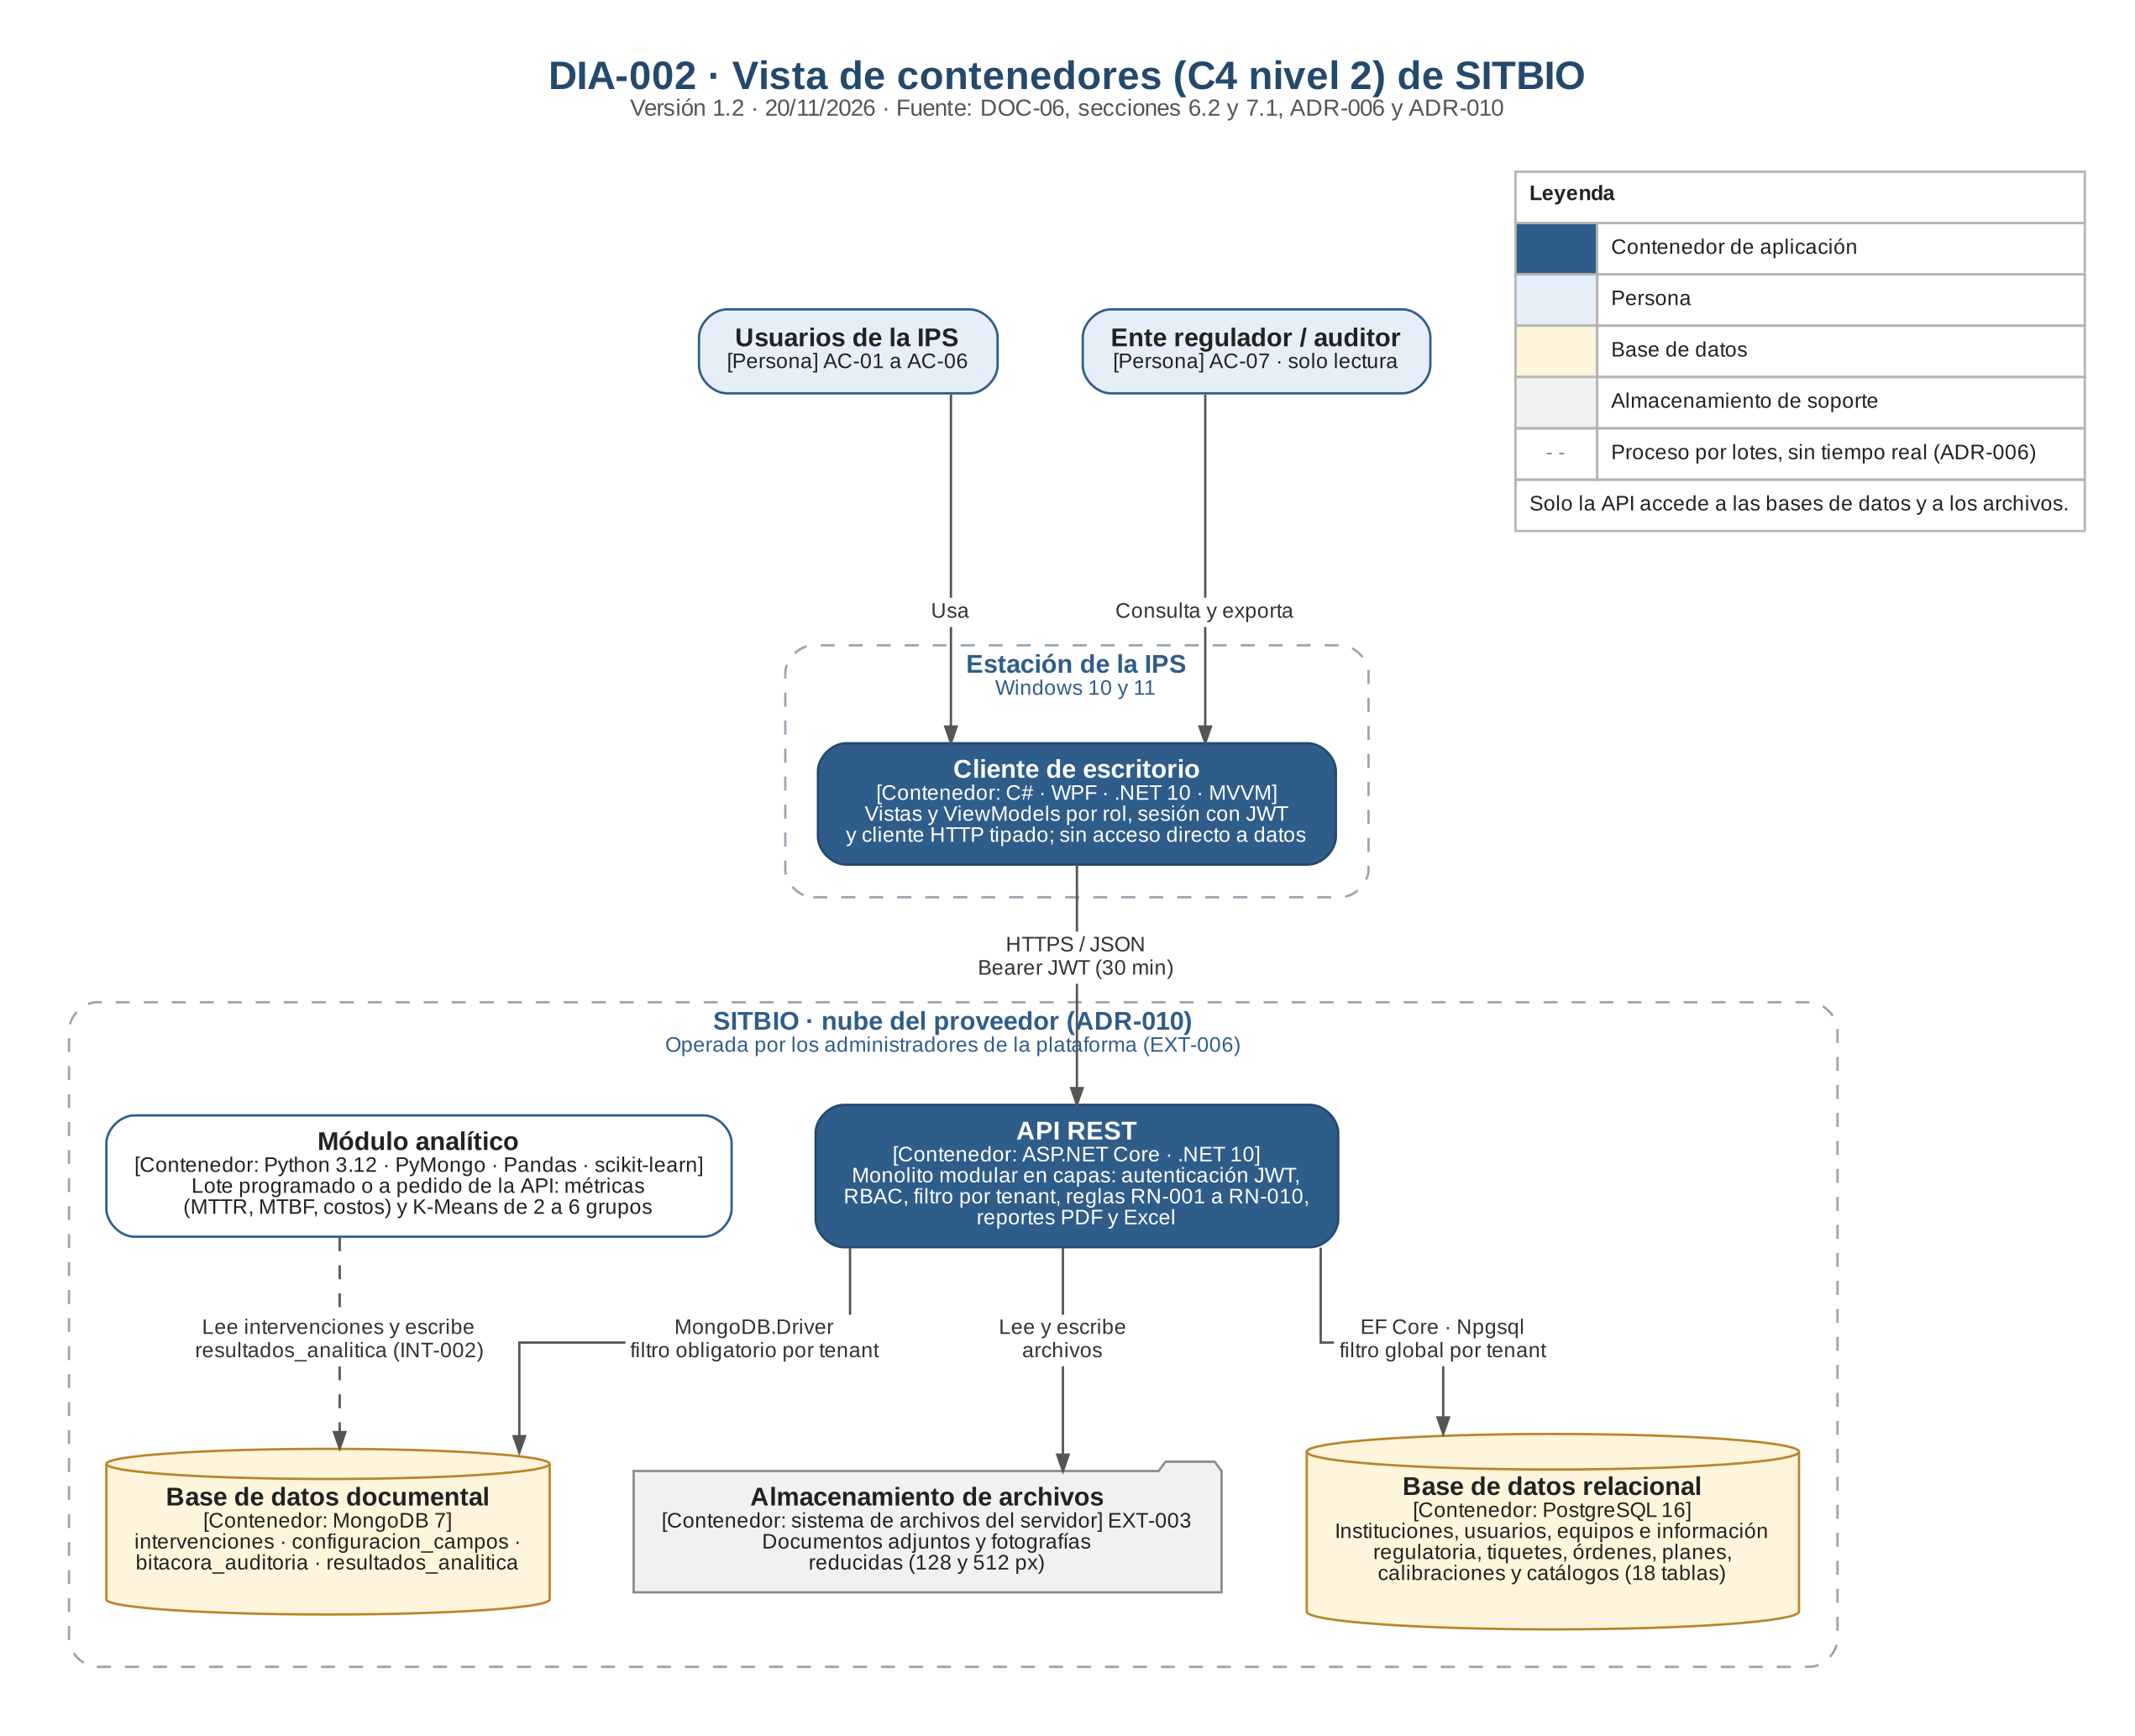 DIA-002 · Vista de contenedores (C4 nivel 2) de SITBIO
Versión 1.2 · 20/11/2026 · Fuente: DOC-06, secciones 6.2 y 7.1, ADR-006 y ADR-010
Leyenda
Contenedor de aplicación
Persona
Base de datos
Almacenamiento de soporte
- - Proceso por lotes, sin tiempo real (ADR-006)
Solo la API accede a las bases de datos y a los archivos.
Usuarios de la IPS
[Persona] AC-01 a AC-06
Ente regulador / auditor
[Persona] AC-07 · solo lectura
Usa
Consulta y exporta
Estación de la IPS
Windows 10 y 11
Cliente de escritorio
[Contenedor: C# · WPF · .NET 10 · MVVM]
Vistas y ViewModels por rol, sesión con JWT
y cliente HTTP tipado; sin acceso directo a datos
HTTPS / JSON
Bearer JWT (30 min)
SITBIO · nube del proveedor (ADR-010)
Operada por los administradores de la plataforma (EXT-006)
Módulo analítico
[Contenedor: Python 3.12 · PyMongo · Pandas · scikit-learn]
Lote programado o a pedido de la API: métricas
(MTTR, MTBF, costos) y K-Means de 2 a 6 grupos
API REST
[Contenedor: ASP.NET Core · .NET 10]
Monolito modular en capas: autenticación JWT,
RBAC, filtro por tenant, reglas RN-001 a RN-010,
reportes PDF y Excel
Lee intervenciones y escribe
resultados_analitica (INT-002)
MongoDB.Driver
filtro obligatorio por tenant
Lee y escribe
archivos
EF Core · Npgsql
filtro global por tenant
Base de datos documental
[Contenedor: MongoDB 7]
intervenciones · configuracion_campos ·
bitacora_auditoria · resultados_analitica
Almacenamiento de archivos
[Contenedor: sistema de archivos del servidor] EXT-003
Documentos adjuntos y fotografías
reducidas (128 y 512 px)
Base de datos relacional
[Contenedor: PostgreSQL 16]
Instituciones, usuarios, equipos e información
regulatoria, tiquetes, órdenes, planes,
calibraciones y catálogos (18 tablas)